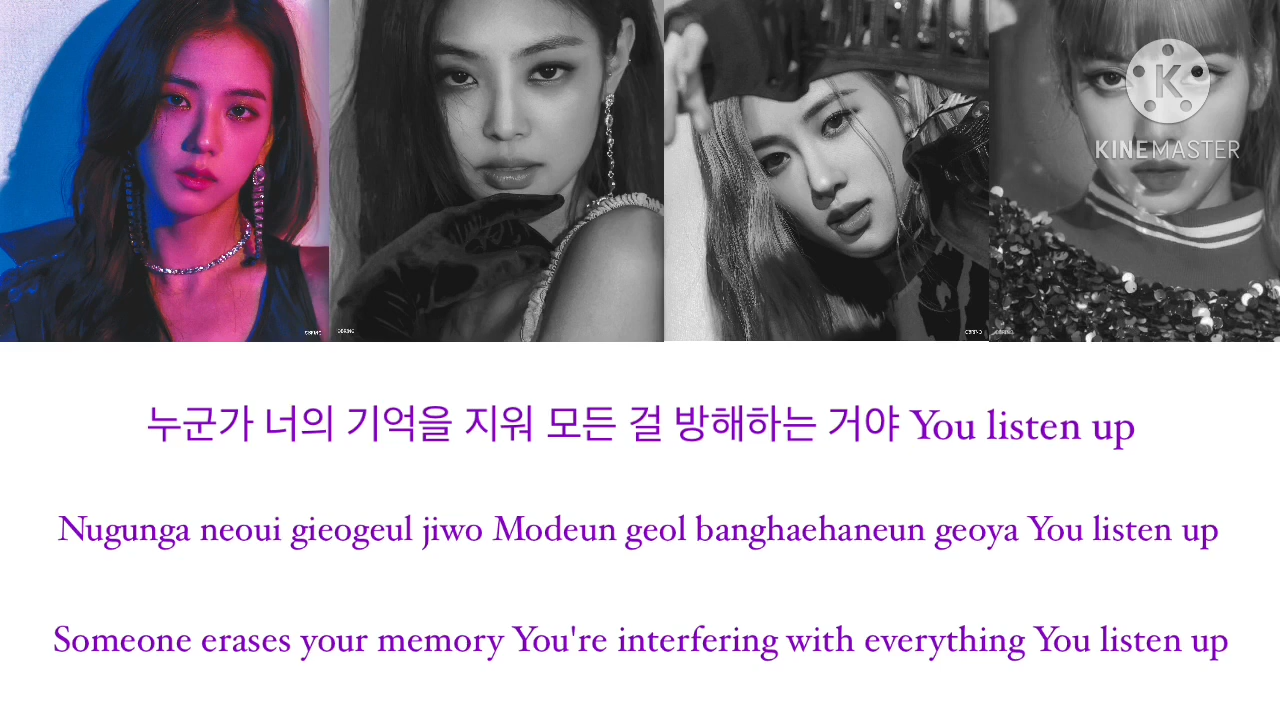 K
KINEMASTER
누군가 너의 기억을 지워 모든 걸 방해하는 거야 You listen up
Nugunga neoui gieogeul jiwo Modeun geol banghaehaneun geoya You listen up
Someone erases your memory You're interfering with everything You listen up